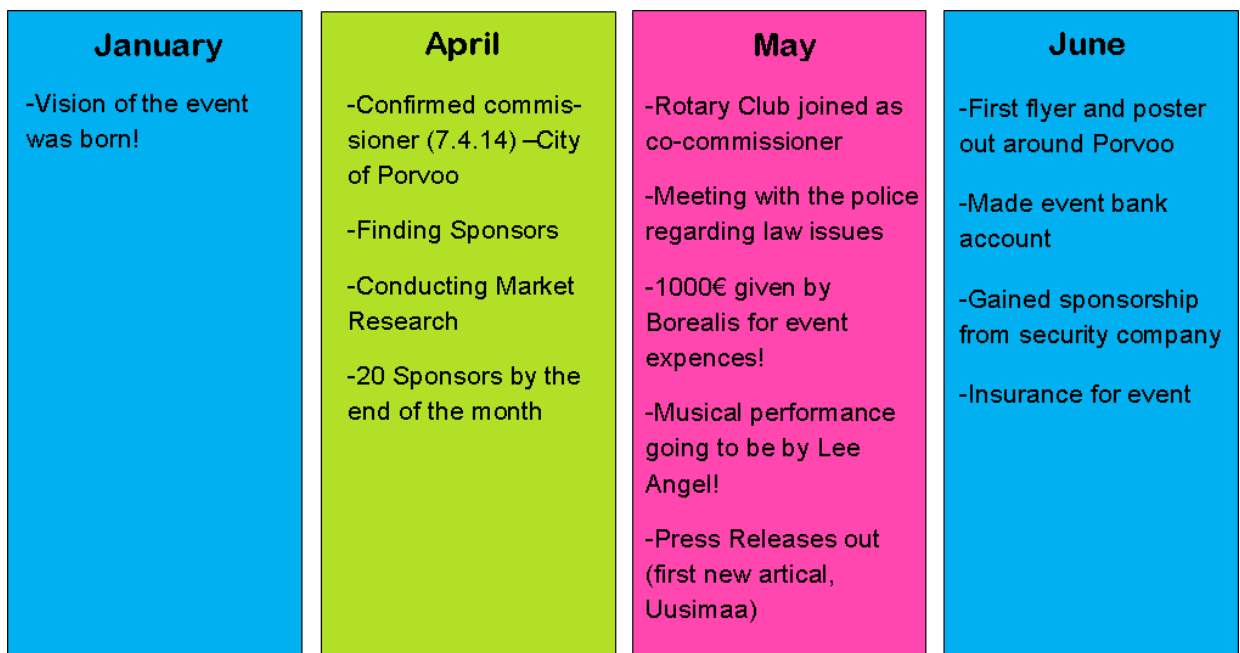 January
-Vision of the event
was born!
April
-Confirmed commis-
sioner (7.4.14) –City
of Porvoo
-Finding Sponsors
-Conducting Market
Research
-20 Sponsors by the
end of the month
May
-Rotary Club joined as
co-commissioner
-Meeting with the police
regarding law issues
-1000€ given by
Borealis for event
expences!
-Musical performance
going to be by Lee
Angel!
-Press Releases out
(first new artical,
Uusimaa)
June
-First flyer and poster
out around Porvoo
-Made event bank
account
-Gained sponsorship
from security company
-Insurance for event